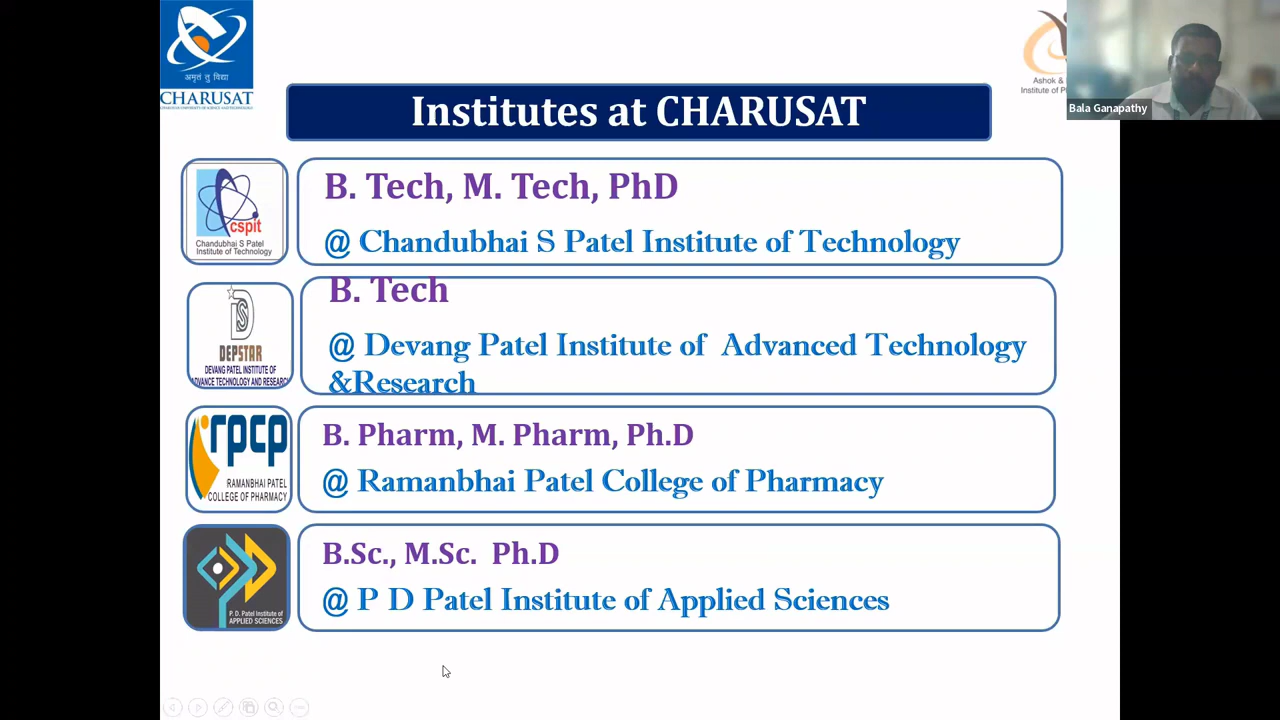 अमृतं तु विद्या
CHARUSAT
Ashok &
Institute of P
Bala Ganapathy
Institutes at CHARUSAT
cspit
Chandubhai S Patel
Institute of Technology
B. Tech, M. Tech, PhD
@ Chandubhai S Patel Institute of Technology
DEPSTAR
DEVANG PATEL INSTITUTE OF
ADVANCE TECHNOLOGY AND RESEARCH
B. Tech
@ Devang Patel Institute of Advanced Technology
&Research
rpcp
RAMANBHAI PATEL
COLLEGE OF PHARMACY
B. Pharm, M. Pharm, Ph.D
@ Ramanbhai Patel College of Pharmacy
P. D. Patel Institute of
APPLIED SCIENCES
B.Sc., M.Sc. Ph.D
@ P D Patel Institute of Applied Sciences